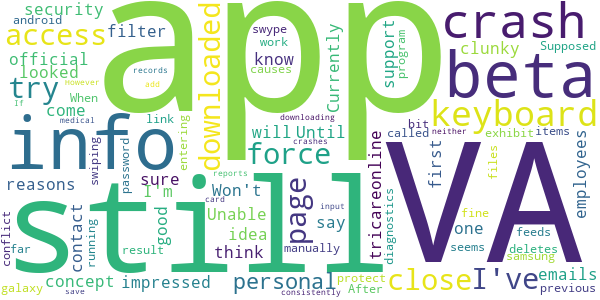 app
VA
still
info
beta
crash
keyboard
access
try
downloaded
force
page
close
I've
personal
security
official
looked
reasons
android
filter
come
When
However
If
records
add
medical
link
entering
swype
work
causes
know
will
Until
Currently
support
program
clunky
Supposed
bit
called
exhibit
items
neither
files
first
employees
tricareonline
diagnostics
one
seems
fine
feeds
deletes
samsung
emails
previous
conflict
swiping
password
sure
I'm
Won't
Unable
idea
think
say
manually
downloading
crashes
reports
card
input
consistently
contact
running
good
far
result
concept
impressed
galaxy
save
After
protect